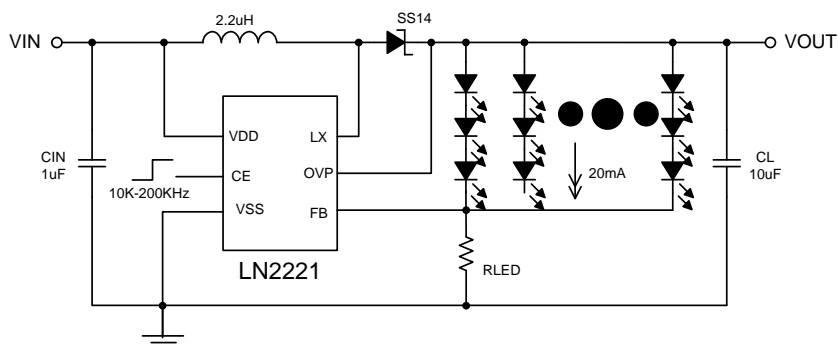 2.2uH
SS14
VIN
VOUT
VDD
LX
CIN
1uF
CE
10K-200KHz
OVP
20mA
CL
10uF
VSS
FB
LN2221
RLED